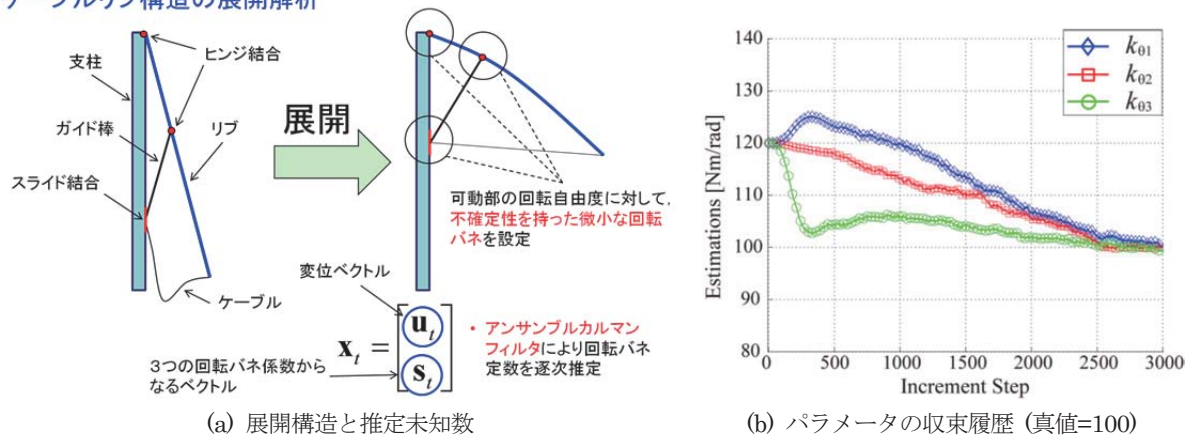 支柱
ヒンジ結合
ガイド棒
リブ
スライド結合
ケーブル
展開
可動部の回転自由度に対して,
不確定性を持った微小な回転
バネを設定
変位ベクトル
x_t = [u_t s_t]
3つの回転バネ係数から
なるベクトル
• アンサンブルカルマン
フィルタにより回転バネ
定数を逐次推定
(a) 展開構造と推定未知数
140
130
120
110
100
90
80
Estimations [Nm/rad]
k_θ1
k_θ2
k_θ3
0 500 1000 1500 2000 2500 3000
Increment Step
(b) パラメータの収束履歴 (真値=100)